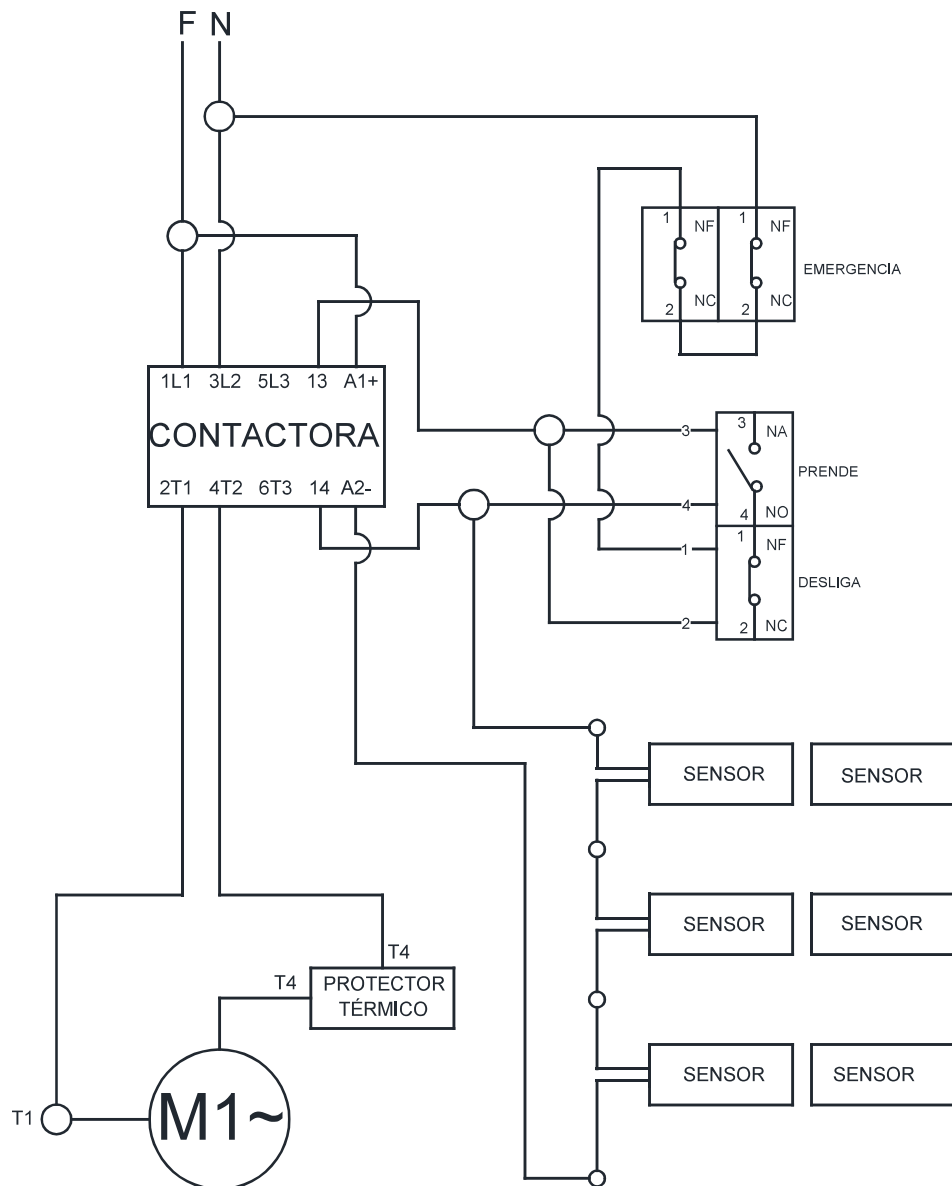 F N
1 NF 1 NF
EMERGENCÍA
2 NC 2 NC
1L1 3L2 5L3 13 A1+
CONTACTORA
2T1 4T2 6T3 14 A2-
3
3 NA
PRENDE
4
4 NO
1
1 NF
DESLIGA
2
2 NC
SENSOR SENSOR
SENSOR SENSOR
T4
T4
PROTECTOR
TÉRMICO
SENSOR SENSOR
T1
M1~